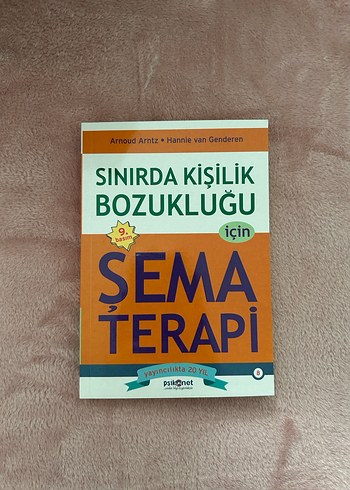 Arnoud Arntz • Hannie van Genderen
SINIRDA KİŞİLİK
BOZUKLUĞU
9.
basım
için
ŞEMA
TERAPİ
yayıncılıkta 20 YIL
psikonet
8